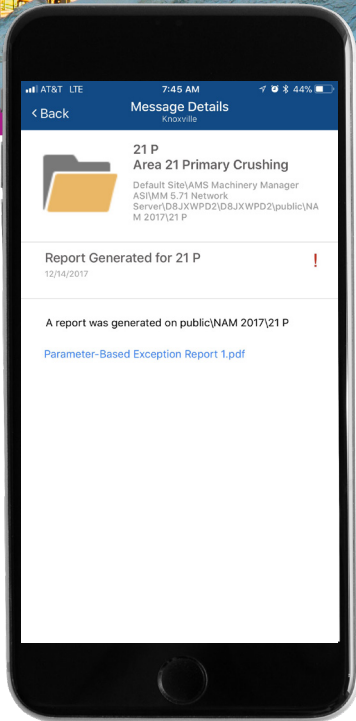 AT&T LTE 7:45 AM 44%
< Back Message Details
Knoxville
21 P
Area 21 Primary Crushing
Default Site\AMS Machinery Manager
ASI\MM 5.71 Network
Server\D8JXWPD2\D8JXWPD2\public\NA
M 2017\21 P
Report Generated for 21 P !
12/14/2017
A report was generated on public\NAM 2017\21 P
Parameter-Based Exception Report 1.pdf